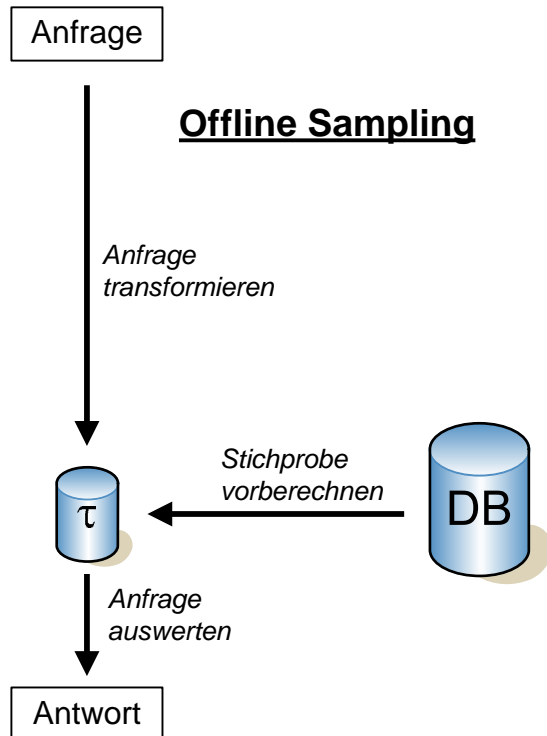 Anfrage
Offline Sampling
Anfrage
transformieren
Stichprobe
vorberechnen
τ
DB
Anfrage
auswerten
Antwort